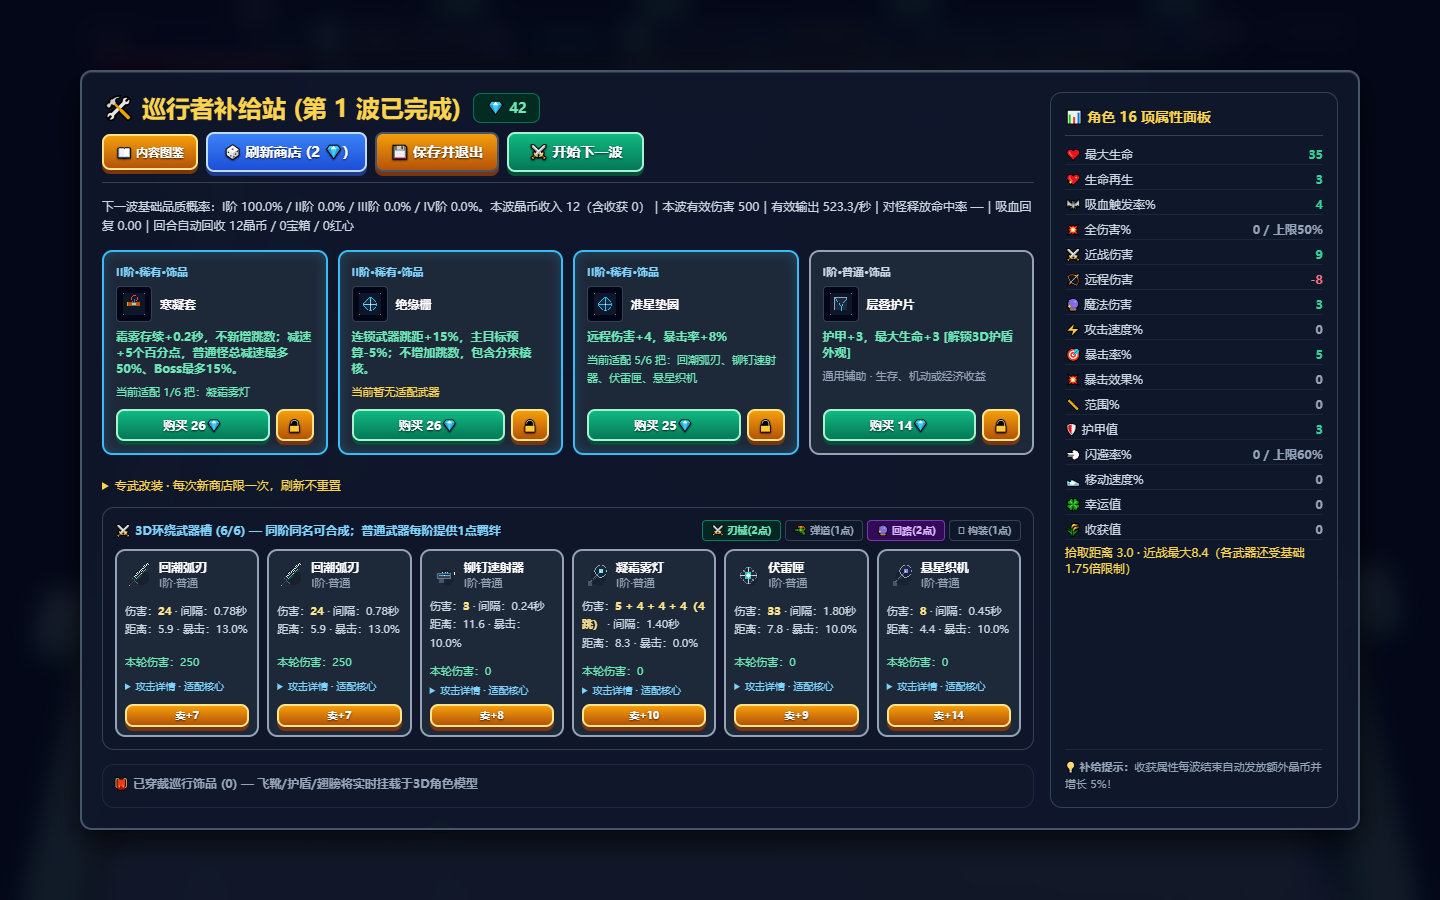 巡行者补给站 (第 1 波已完成)
42
内容图鉴
刷新商店 (2 )
保存并退出
开始下一波
下一波基础品质概率：I阶 100.0% / II阶 0.0% / III阶 0.0% / IV阶 0.0%。本波晶币收入 12（含收获 0） | 本波有效伤害 500 | 有效输出 523.3/秒 | 对怪释放命中率 — | 吸血回
复 0.00 | 回合自动回收 12晶币 / 0宝箱 / 0红心
II阶·稀有·饰品
寒凝套
霜雾存续+0.2秒，不新增跳数；减速
+5个百分点，普通怪总减速最多
50%、Boss最多15%。
当前适配 1/6 把：凝霜雾灯
购买 26
II阶·稀有·饰品
绝缘栅
连锁武器跳距+15%，主目标预
算-5%；不增加跳数，包含分束棱
核。
当前暂无适配武器
购买 26
II阶·稀有·饰品
准星垫圈
远程伤害+4，暴击率+8%
当前适配 5/6 把：回潮弧刃、铆钉速射
器、伏雷匣、悬星织机
购买 25
I阶·普通·饰品
层叠护片
护甲+3，最大生命+3 [解锁3D护盾
外观]
通用辅助 · 生存、机动或经济收益
购买 14
专武改装 · 每次新商店限一次，刷新不重置
3D环绕武器槽 (6/6) — 同阶同名可合成；普通武器每阶提供1点羁绊
刃械(2点)
弹道(1点)
回路(2点)
构装(1点)
回潮弧刃
I阶·普通
伤害：24 · 间隔：0.78秒
距离：5.9 · 暴击：13.0%
本轮伤害：250
攻击详情 · 适配核心
卖+7
回潮弧刃
I阶·普通
伤害：24 · 间隔：0.78秒
距离：5.9 · 暴击：13.0%
本轮伤害：250
攻击详情 · 适配核心
卖+7
铆钉速射器
I阶·普通
伤害：3 · 间隔：0.24秒
距离：11.6 · 暴击：
10.0%
本轮伤害：0
攻击详情 · 适配核心
卖+8
凝霜雾灯
I阶·普通
伤害：5 + 4 + 4 + 4（4
跳） · 间隔：1.40秒
距离：8.3 · 暴击：0.0%
本轮伤害：0
攻击详情 · 适配核心
卖+10
伏雷匣
I阶·普通
伤害：33 · 间隔：1.80秒
距离：7.8 · 暴击：10.0%
本轮伤害：0
攻击详情 · 适配核心
卖+9
悬星织机
I阶·普通
伤害：8 · 间隔：0.45秒
距离：4.4 · 暴击：10.0%
本轮伤害：0
攻击详情 · 适配核心
卖+14
已穿戴巡行饰品 (0) — 飞靴/护盾/翅膀将实时挂载于3D角色模型
角色 16 项属性面板
最大生命 35
生命再生 3
吸血触发率% 4
全伤害% 0 / 上限50%
近战伤害 9
远程伤害 -8
魔法伤害 3
攻击速度% 0
暴击率% 5
暴击效果% 0
范围% 0
护甲值 3
闪避率% 0 / 上限60%
移动速度% 0
幸运值 0
收获值 0
拾取距离 3.0 · 近战最大8.4（各武器还受基础
1.75倍限制）
补给提示：收获属性每波结束自动发放额外晶币并
增长 5%!